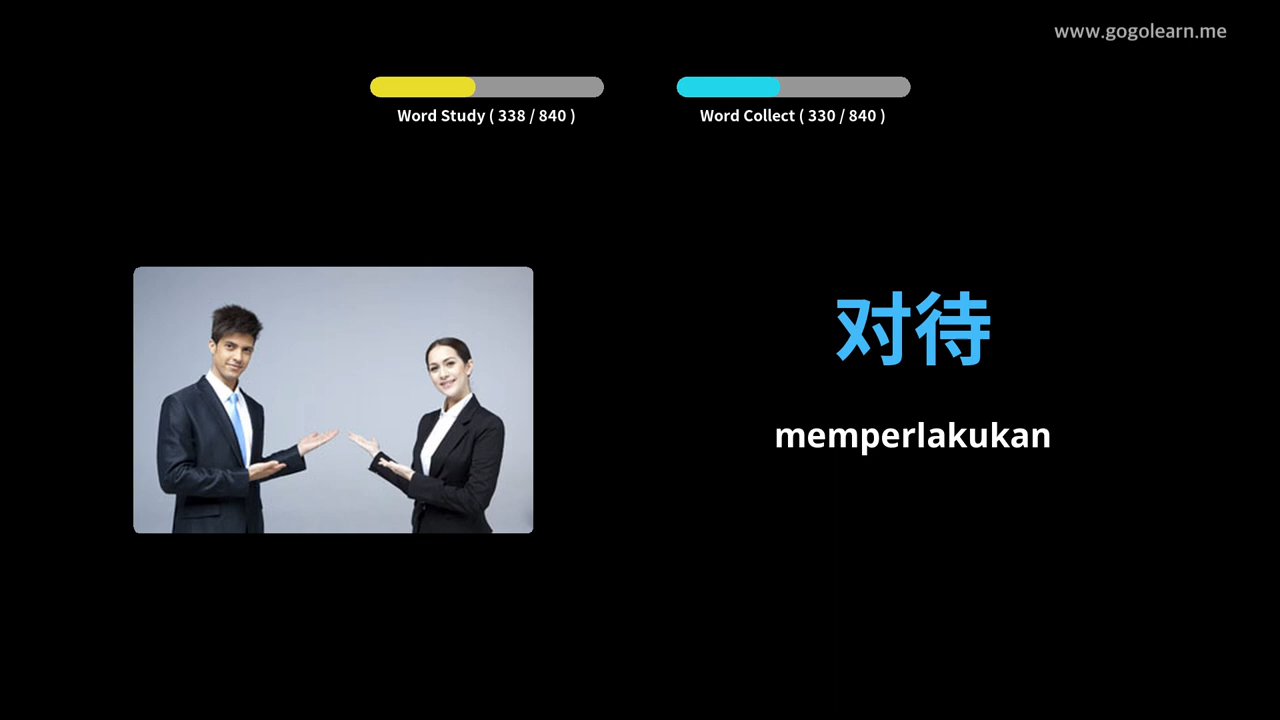 www.gogolearn.me
Word Study ( 338 / 840 )
Word Collect ( 330 / 840 )
对待
memperlakukan